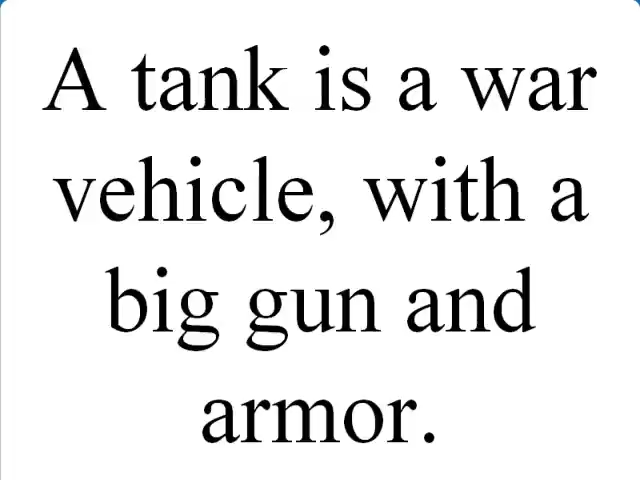 A tank is a war
vehicle, with a
big gun and
armor.